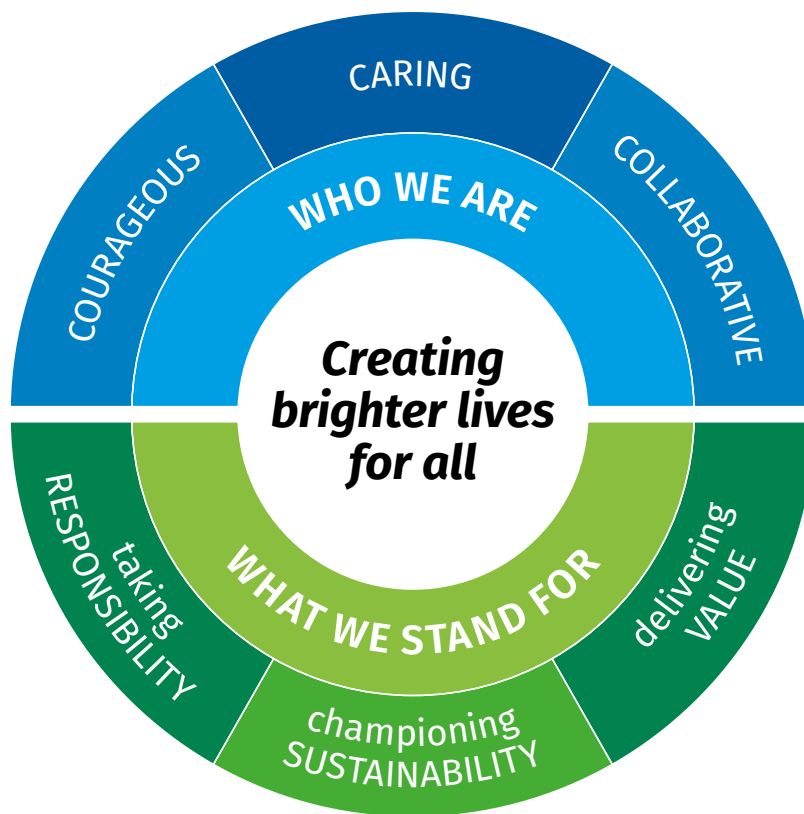 CARING
COURAGEOUS
COLLABORATIVE
WHO WE ARE
Creating
brighter lives
for all
WHAT WE STAND FOR
taking
RESPONSIBILITY
championing
SUSTAINABILITY
delivering
VALUE